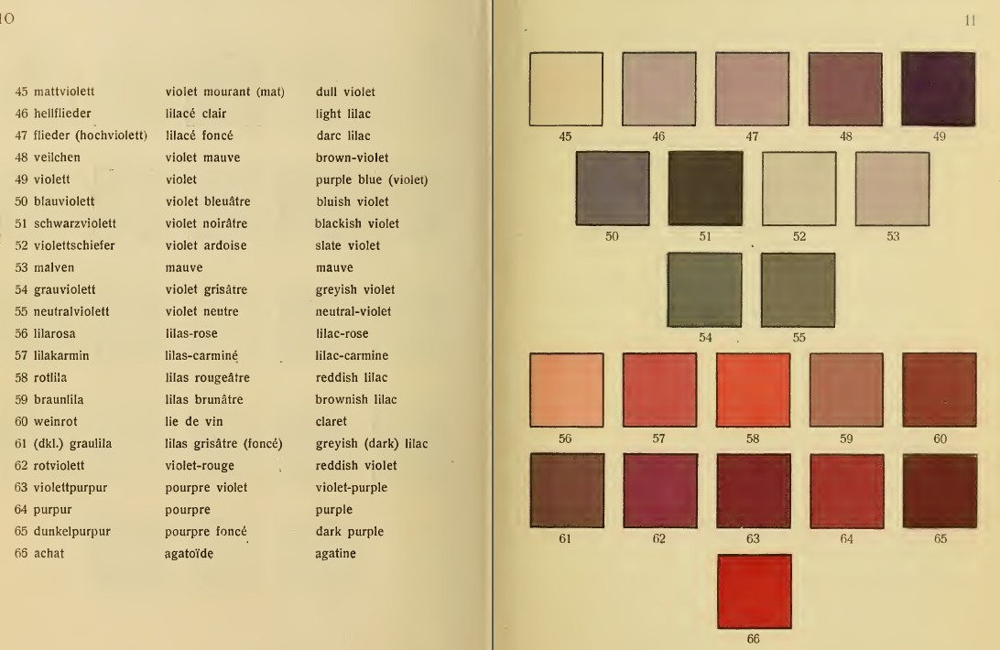 10
45 mattviolett violet mourant (mat) dull violet
46 hellflieder lilacé clair light lilac
47 flieder (hochviolett) lilacé foncé darc lilac
48 veilchen violet mauve brown-violet
49 violett violet purple blue (violet)
50 blauviolett violet bleuâtre bluish violet
51 schwarzviolett violet noirâtre blackish violet
52 violettschiefer violet ardoise slate violet
53 malven mauve mauve
54 grauviolett violet grisâtre greyish violet
55 neutralviolett violet neutre neutral-violet
56 lilarosa lilas-rose lilac-rose
57 lilakarmin lilas-carminé lilac-carmine
58 rotlila lilas rougeâtre reddish lilac
59 braunlila lilas brunâtre brownish lilac
60 weinrot lie de vin claret
61 (dkl.) graulila lilas grisâtre (foncé) greyish (dark) lilac
62 rotviolett violet-rouge reddish violet
63 violettpurpur pourpre violet violet-purple
64 purpur pourpre purple
65 dunkelpurpur pourpre foncé dark purple
66 achat agatoïde agatine
11
45 46 47 48 49
50 51 52 53
54 55
56 57 58 59 60
61 62 63 64 65
66